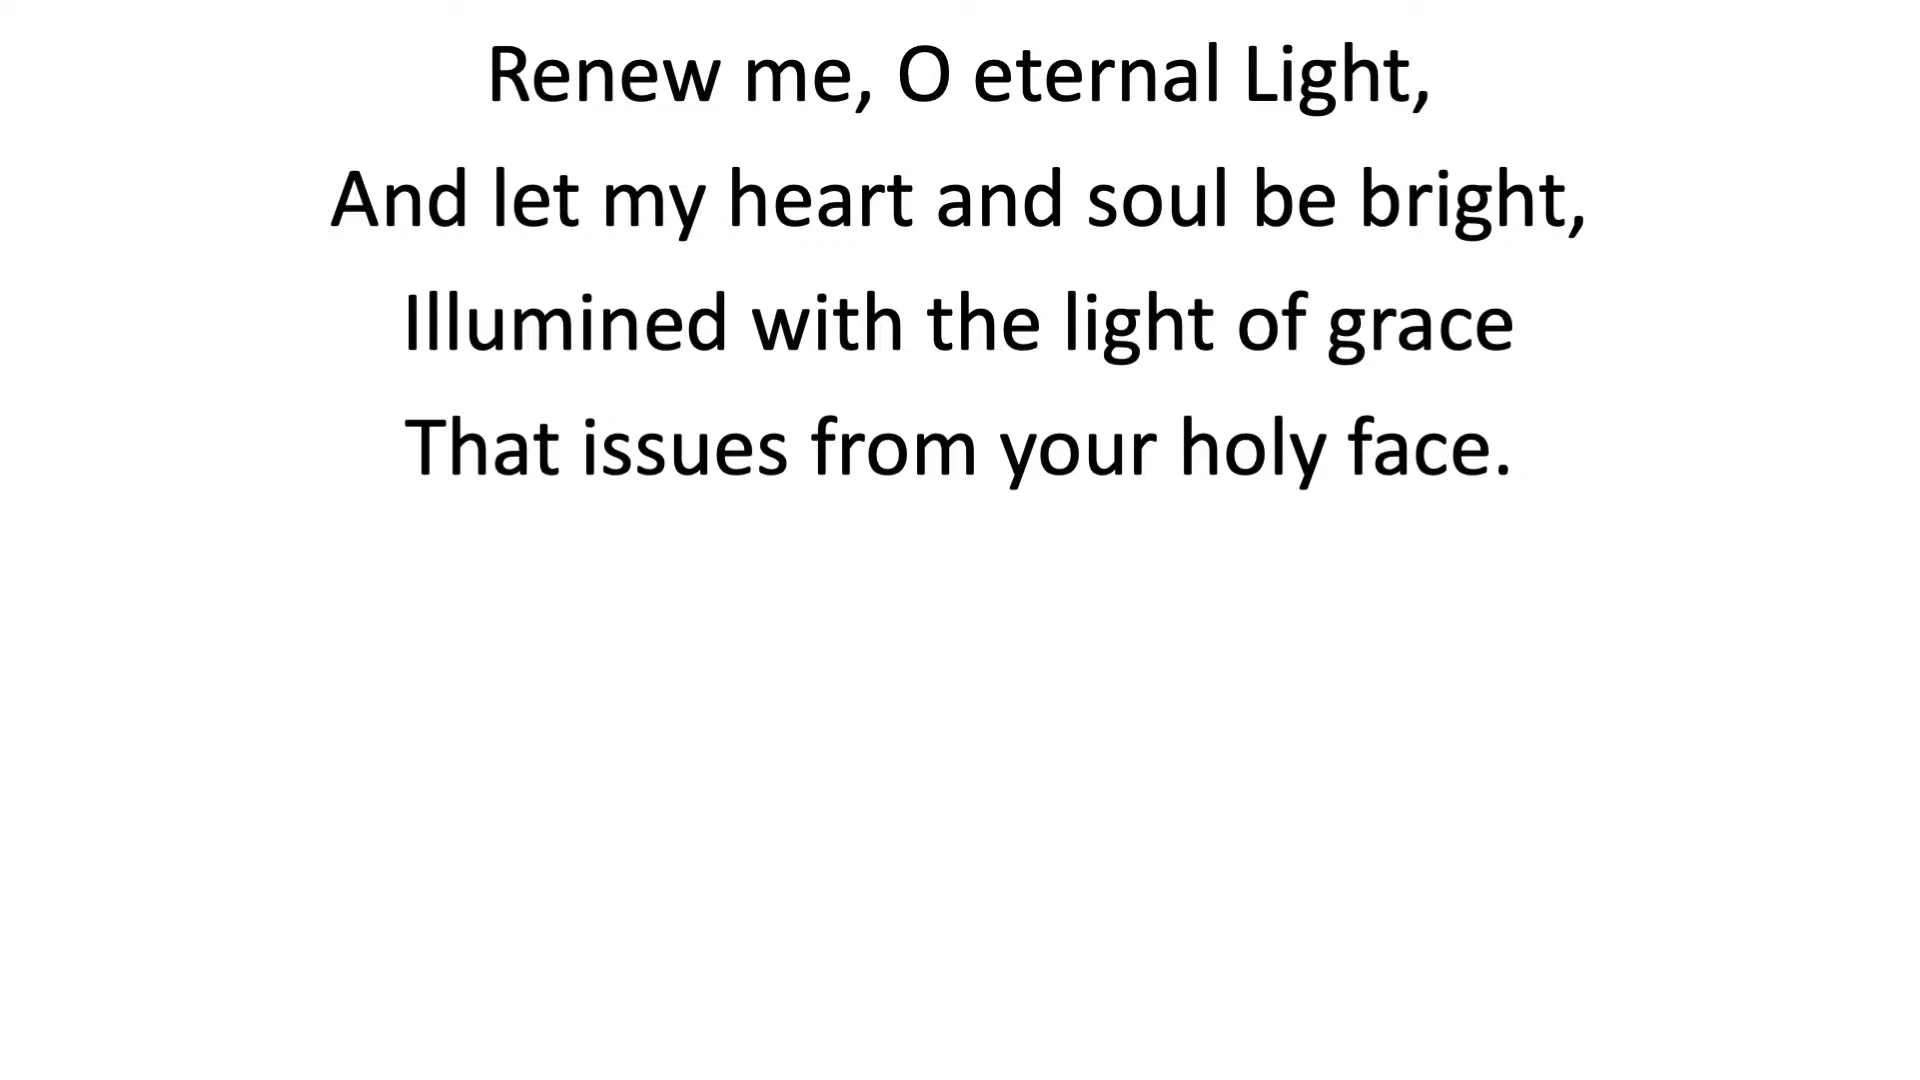 Renew me, O eternal Light,
And let my heart and soul be bright,
Illumined with the light of grace
That issues from your holy face.